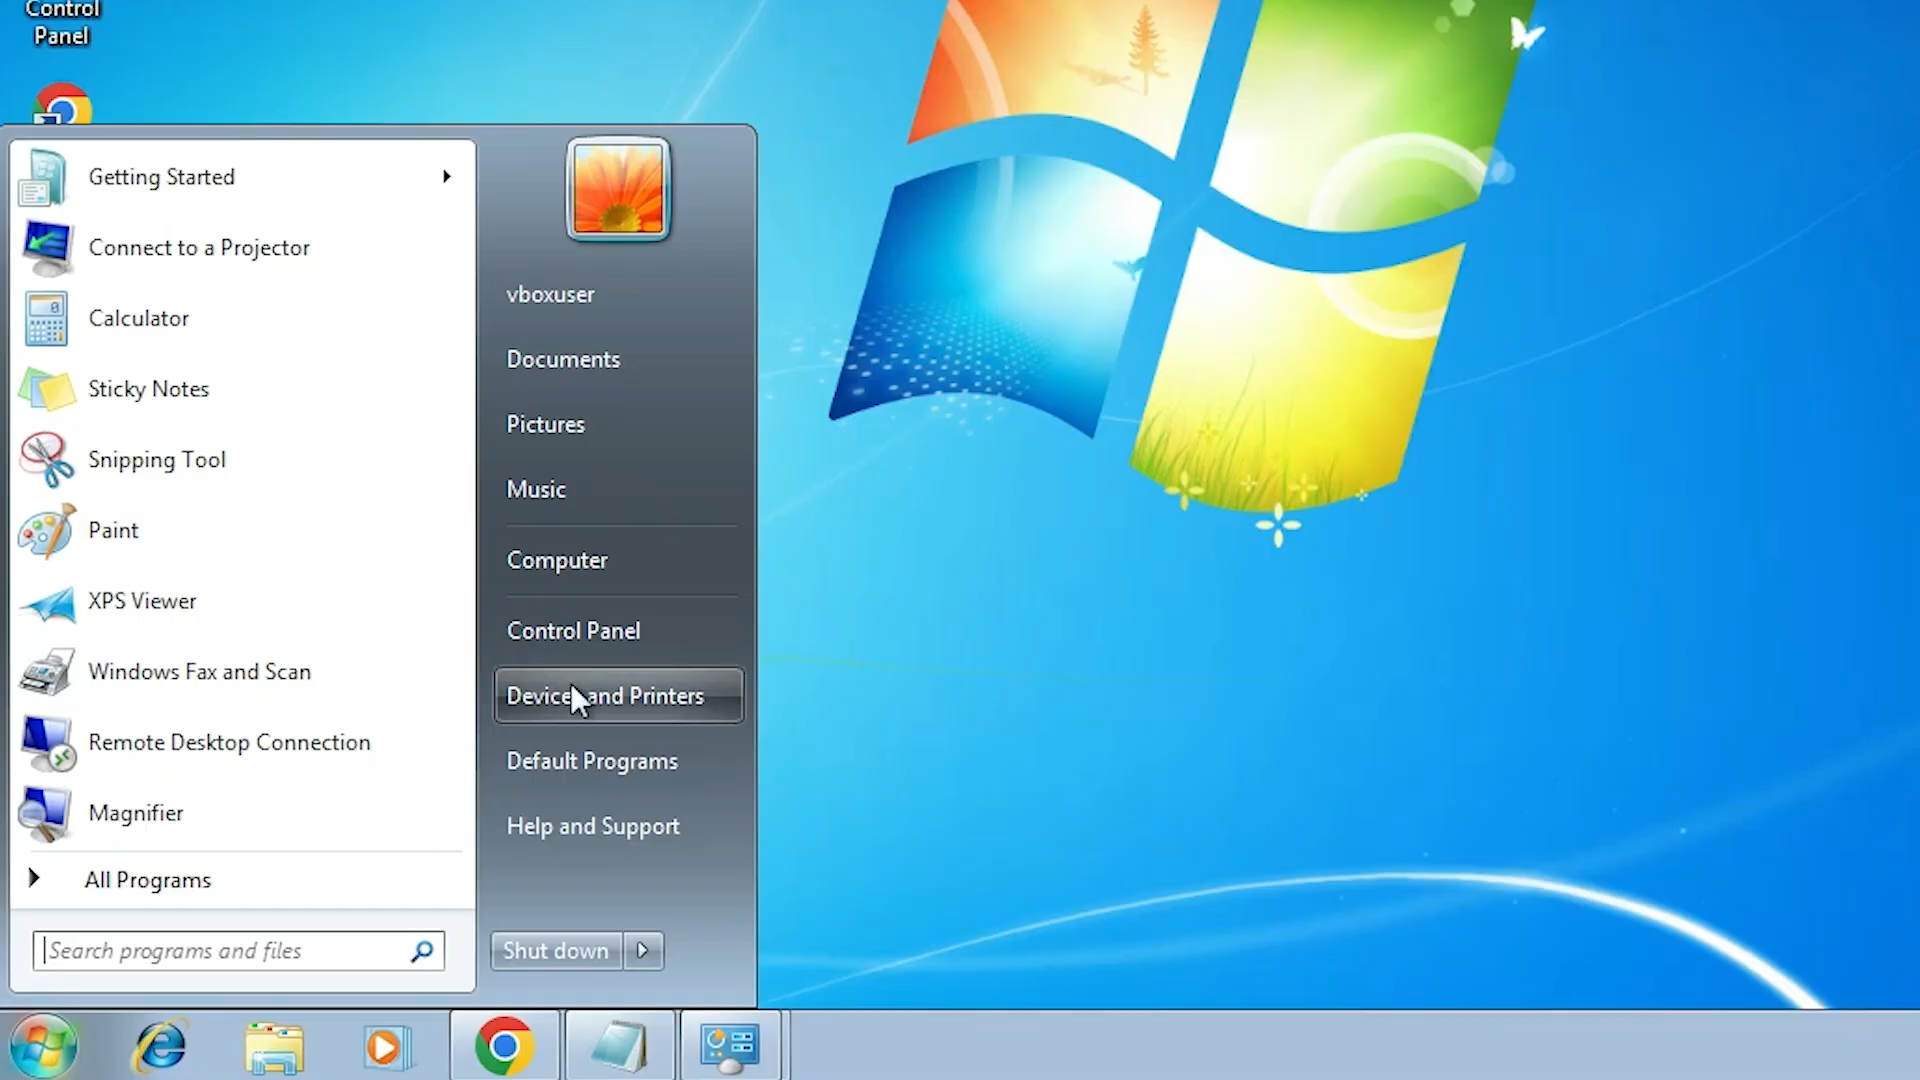 Control
Panel
Getting Started
Connect to a Projector
Calculator
Sticky Notes
Snipping Tool
Paint
XPS Viewer
Windows Fax and Scan
Remote Desktop Connection
Magnifier
All Programs
Search programs and files
vboxuser
Documents
Pictures
Music
Computer
Control Panel
Devices and Printers
Default Programs
Help and Support
Shut down